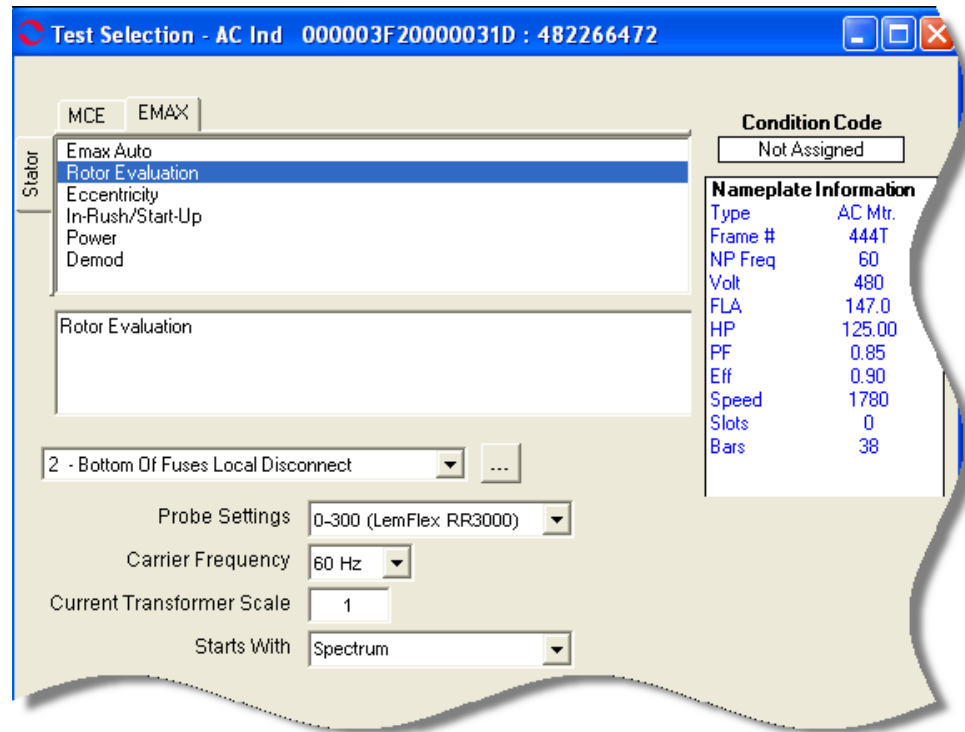 Test Selection - AC Ind 000003F20000031D : 482266472
MCE EMAX
Stator
Emax Auto
Rotor Evaluation
Eccentricity
In-Rush/Start-Up
Power
Demod
Rotor Evaluation
2 - Bottom Of Fuses Local Disconnect ...
Probe Settings 0-300 (LemFlex RR3000)
Carrier Frequency 60 Hz
Current Transformer Scale 1
Starts With Spectrum
Condition Code
Not Assigned
Nameplate Information
Type AC Mtr.
Frame # 444T
NP Freq 60
Volt 480
FLA 147.0
HP 125.00
PF 0.85
Eff 0.90
Speed 1780
Slots 0
Bars 38